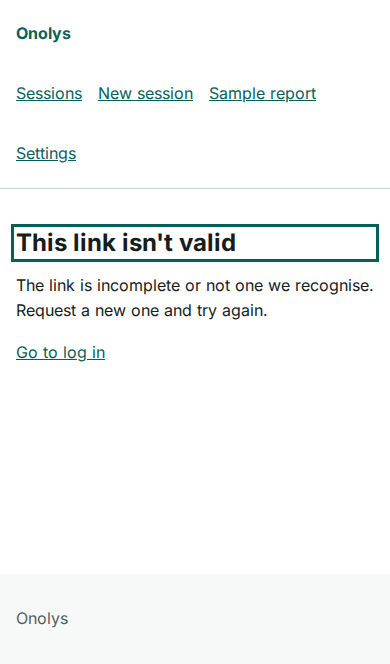 Onolys
Sessions New session Sample report
Settings
This link isn't valid
The link is incomplete or not one we recognise.
Request a new one and try again.
Go to log in
Onolys